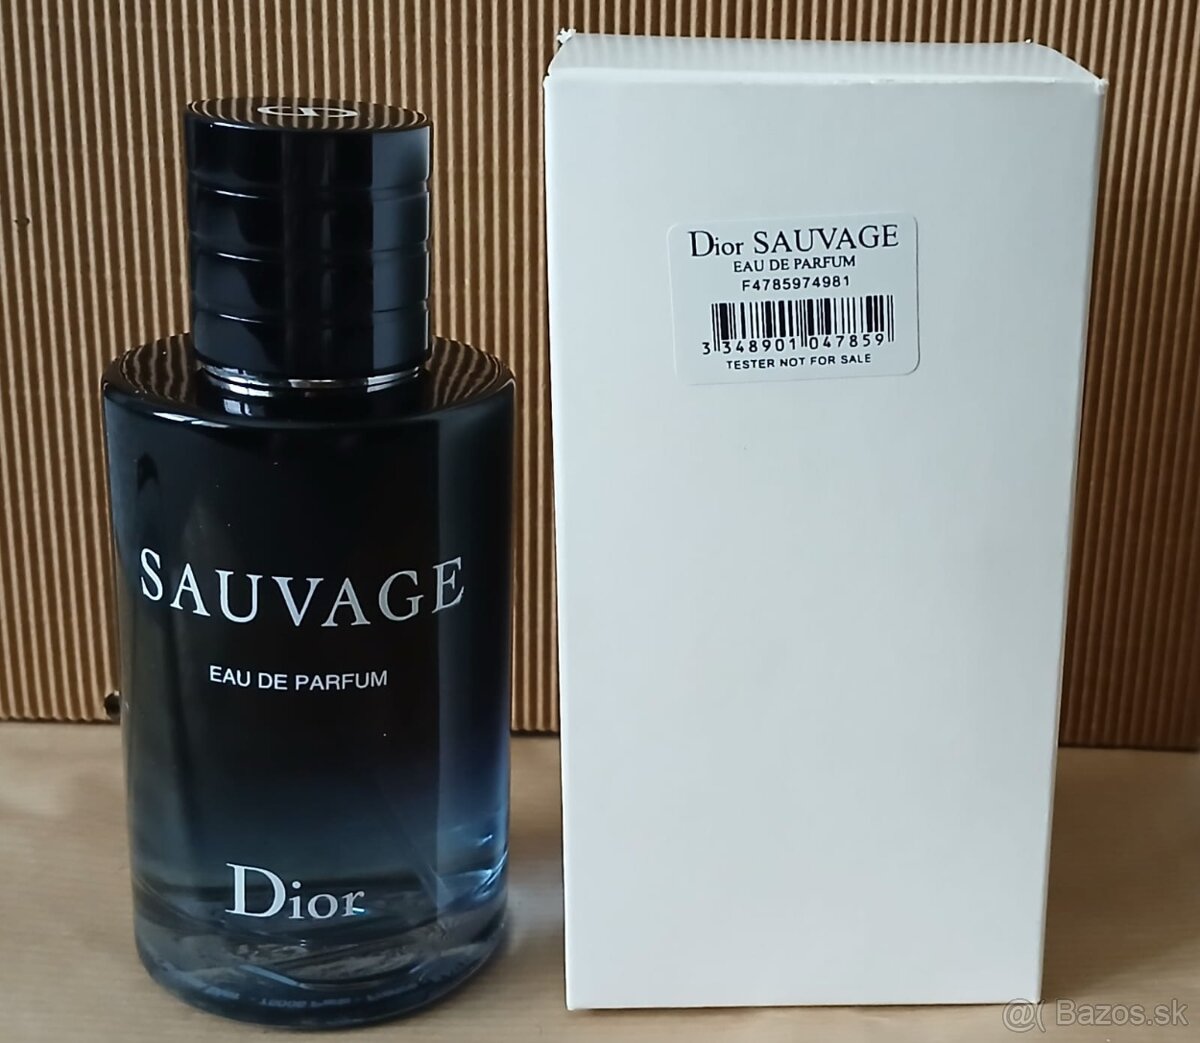 SAUVAGE
EAU DE PARFUM
Dior
Dior SAUVAGE
EAU DE PARFUM
F4785974981
3 348901 047859
TESTER NOT FOR SALE
@( Bazos.sk